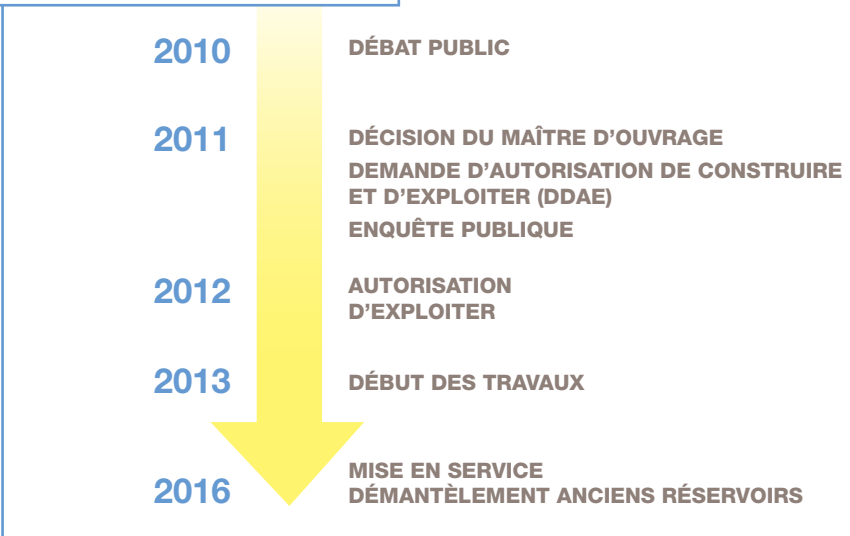 2010 DÉBAT PUBLIC
2011 DÉCISION DU MAÎTRE D’OUVRAGE
DEMANDE D’AUTORISATION DE CONSTRUIRE
ET D’EXPLOITER (DDAE)
ENQUÊTE PUBLIQUE
2012 AUTORISATION
D’EXPLOITER
2013 DÉBUT DES TRAVAUX
2016 MISE EN SERVICE
DÉMANTÈLEMENT ANCIENS RÉSERVOIRS